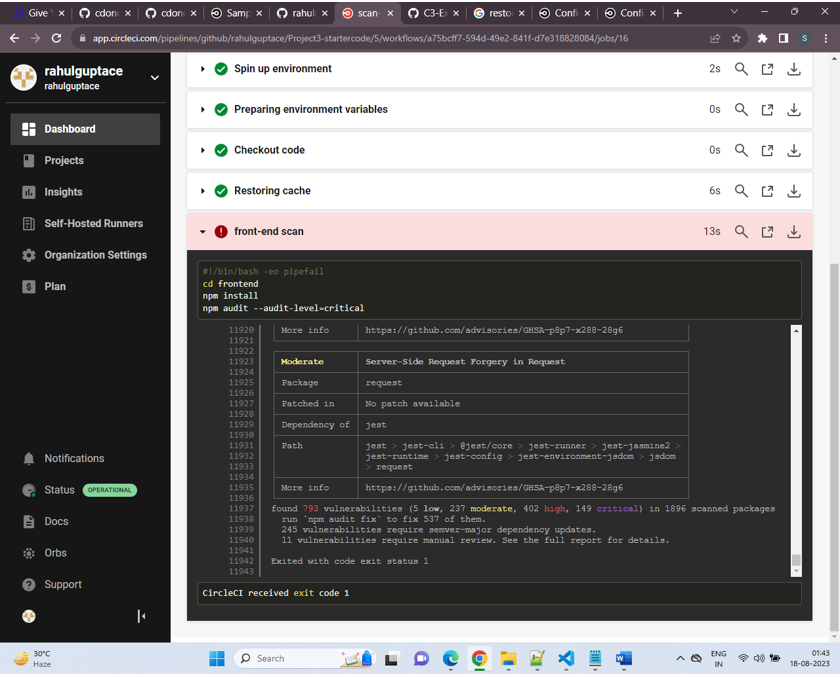 Give
cdon
cdon
Samp
rahul
scan-
C3-E
resto
Confi
Confi
app.circleci.com/pipelines/github/rahulguptace/Project3-startercode/5/workflows/a75bcff7-594d-49e2-841f-d7e318828084/jobs/16
S
rahulguptace
rahulguptace
Dashboard
Projects
Insights
Self-Hosted Runners
Organization Settings
Plan
Notifications
Status OPERATIONAL
Docs
Orbs
Support
Spin up environment 2s
Preparing environment variables 0s
Checkout code 0s
Restoring cache 6s
front-end scan 13s
#!/bin/bash -eo pipefail
cd frontend
npm install
npm audit --audit-level=critical
11920 More info https://github.com/advisories/GHSA-p8p7-x288-28g6
11921
11922
11923 Moderate Server-Side Request Forgery in Request
11924
11925 Package request
11926
11927 Patched in No patch available
11928
11929 Dependency of jest
11930
11931 Path jest > jest-cli > @jest/core > jest-runner > jest-jasmine2 >
11932 jest-runtime > jest-config > jest-environment-jsdom > jsdom
11933 > request
11934
11935 More info https://github.com/advisories/GHSA-p8p7-x288-28g6
11936
11937 found 793 vulnerabilities (5 low, 237 moderate, 402 high, 149 critical) in 1896 scanned packages
11938 run `npm audit fix` to fix 537 of them.
11939 245 vulnerabilities require semver-major dependency updates.
11940 11 vulnerabilities require manual review. See the full report for details.
11941
11942 Exited with code exit status 1
11943
CircleCI received exit code 1
30°C
Haze
Search
ENG
IN
01:43
18-08-2023